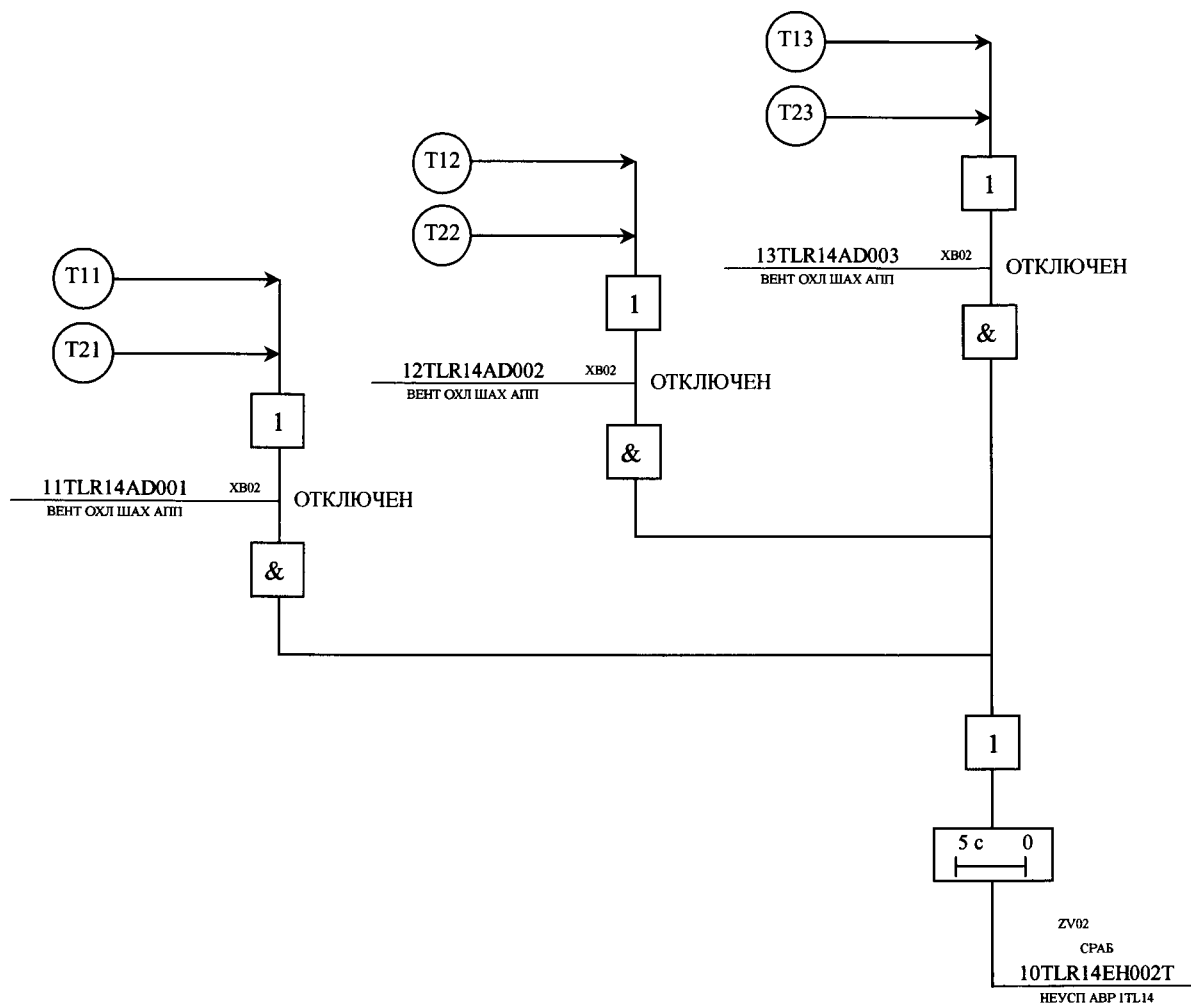 T13
T23
1
13TLR14AD003 XB02 ОТКЛЮЧЕН
ВЕНТ ОХЛ ШАХ АПП
&
T12
T22
1
12TLR14AD002 XB02 ОТКЛЮЧЕН
ВЕНТ ОХЛ ШАХ АПП
&
T11
T21
1
11TLR14AD001 XB02 ОТКЛЮЧЕН
ВЕНТ ОХЛ ШАХ АПП
&
1
5 с 0
ZV02
СРАБ
10TLR14EH002T
НЕУСП АВР 1TL14